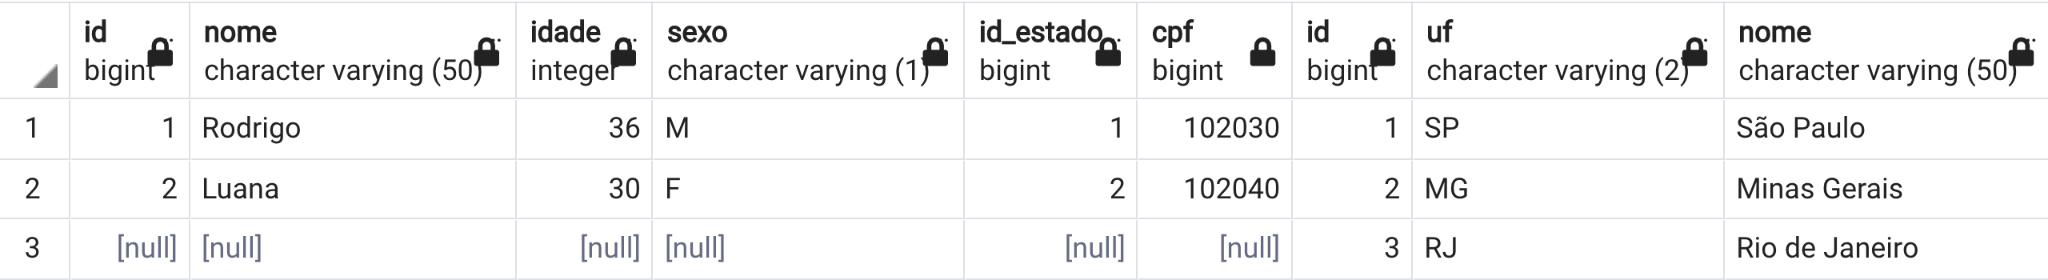 id nome idade sexo id_estado cpf id uf nome
bigint character varying (50) integer character varying (1) bigint bigint bigint character varying (2) character varying (50)
1 1 Rodrigo 36 M 1 102030 1 SP São Paulo
2 2 Luana 30 F 2 102040 2 MG Minas Gerais
3 [null] [null] [null] [null] [null] [null] 3 RJ Rio de Janeiro